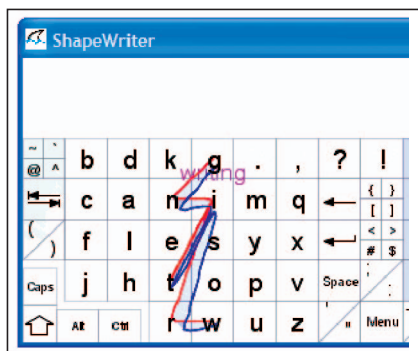 ShapeWriter
~ ` b d k g . , ? !
@ ^
writing
c a n i m q ← { }
[ ]
( ) f l e s y x < >
# $
Caps j h t o p v Space ' ; :
Alt Ctrl r w u z " Menu